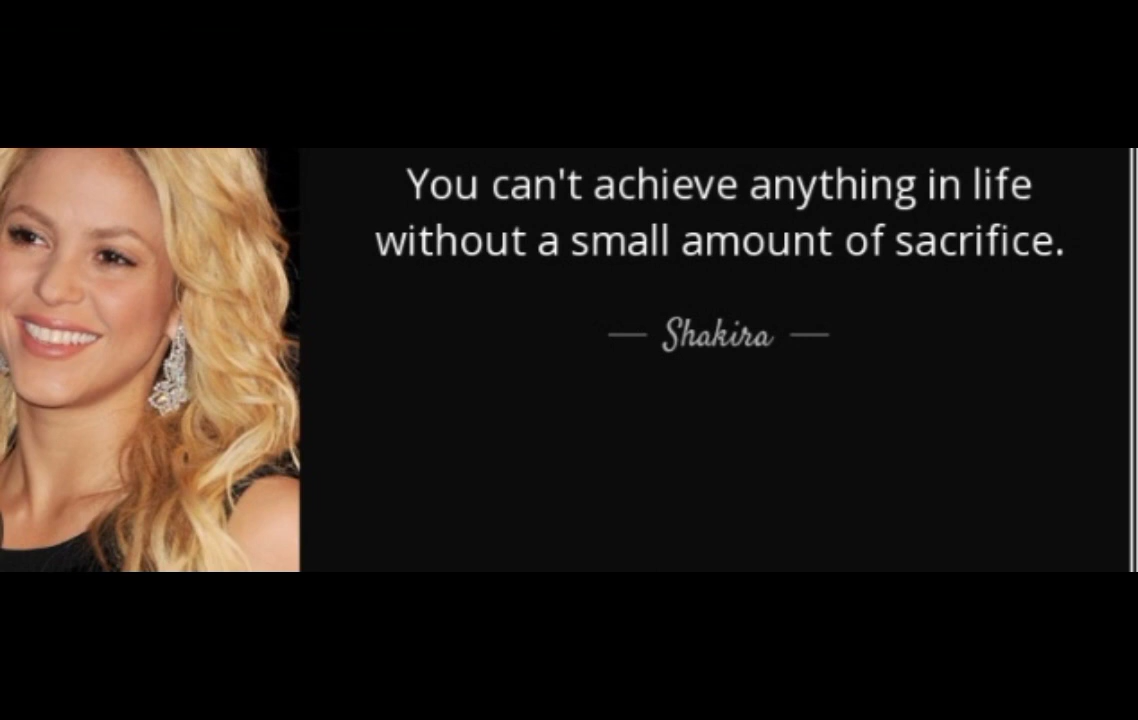 You can't achieve anything in life
without a small amount of sacrifice.
— Shakira —